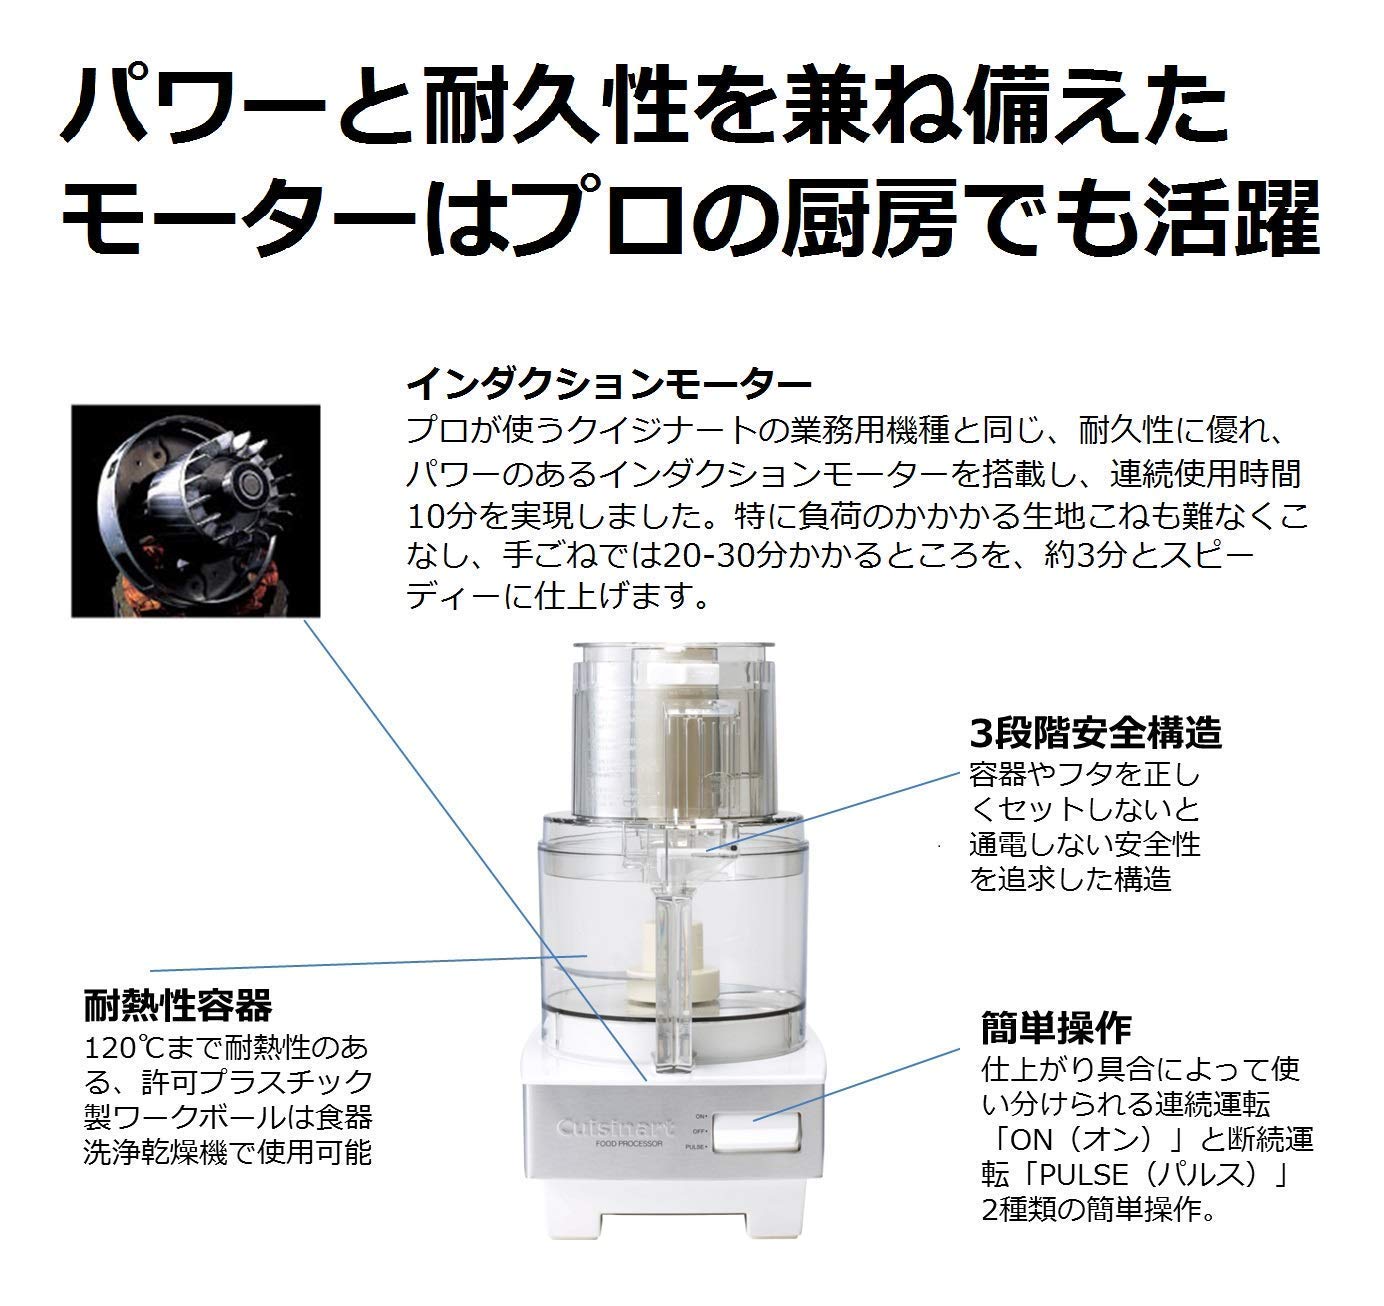 パワーと耐久性を兼ね備えた
モーターはプロの厨房でも活躍
インダクションモーター
プロが使うクイジナートの業務用機種と同じ、耐久性に優れ、
パワーのあるインダクションモーターを搭載し、連続使用時間
10分を実現しました。特に負荷のかかかる生地こねも難なくこ
なし、手ごねでは20-30分かかるところを、約3分とスピー
ディーに仕上げます。
3段階安全構造
容器やフタを正し
くセットしないと
通電しない安全性
を追求した構造
耐熱性容器
120℃まで耐熱性のあ
る、許可プラスチック
製ワークボールは食器
洗浄乾燥機で使用可能
簡単操作
仕上がり具合によって使
い分けられる連続運転
「ON（オン）」と断続運
転「PULSE（パルス）」
2種類の簡単操作。
Cuisinart
FOOD PROCESSOR
ON•
OFF•
PULSE•